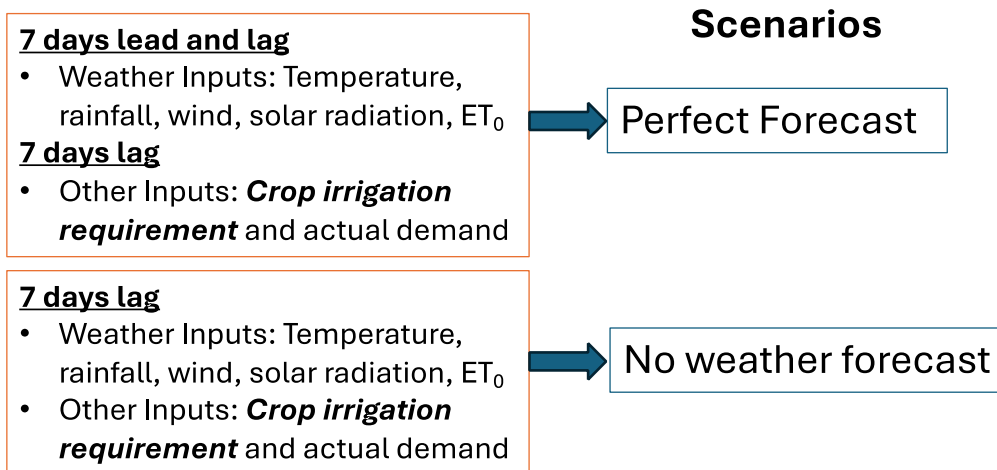 Scenarios
7 days lead and lag
• Weather Inputs: Temperature,
rainfall, wind, solar radiation, ET₀
7 days lag
• Other Inputs: Crop irrigation
requirement and actual demand
Perfect Forecast
7 days lag
• Weather Inputs: Temperature,
rainfall, wind, solar radiation, ET₀
• Other Inputs: Crop irrigation
requirement and actual demand
No weather forecast